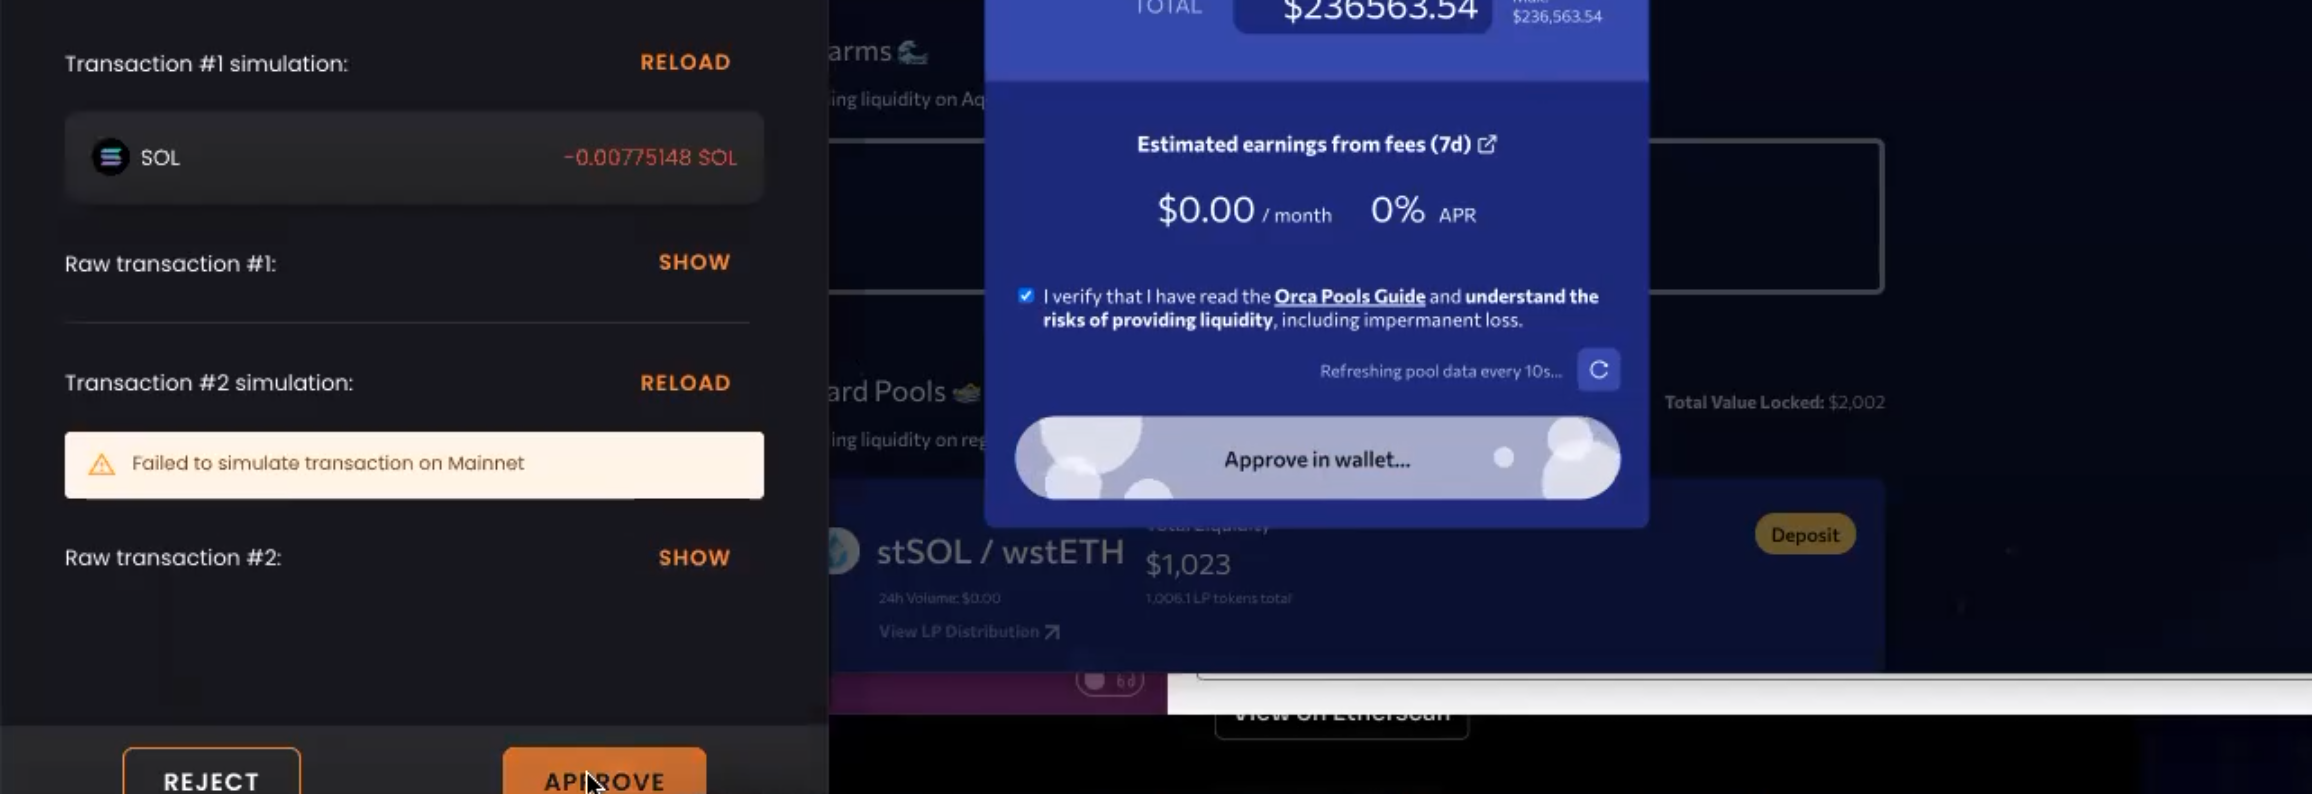 Transaction #1 simulation:
RELOAD
SOL
-0.00775148 SOL
Raw transaction #1:
SHOW
Transaction #2 simulation:
RELOAD
Failed to simulate transaction on Mainnet
Raw transaction #2:
SHOW
REJECT
APPROVE
TOTAL
$236563.54
$236,563.54
arms
ing liquidity on Aq
Estimated earnings from fees (7d)
$0.00 / month
0% APR
I verify that I have read the Orca Pools Guide and understand the
risks of providing liquidity, including impermanent loss.
Refreshing pool data every 10s...
Approve in wallet...
ard Pools
ing liquidity on reg
Total Value Locked: $2,002
stSOL / wstETH
Total Liquidity
$1,023
Deposit
24h Volume: $0.00
1,006.1 LP tokens total
View LP Distribution
6d
View on Etherscan